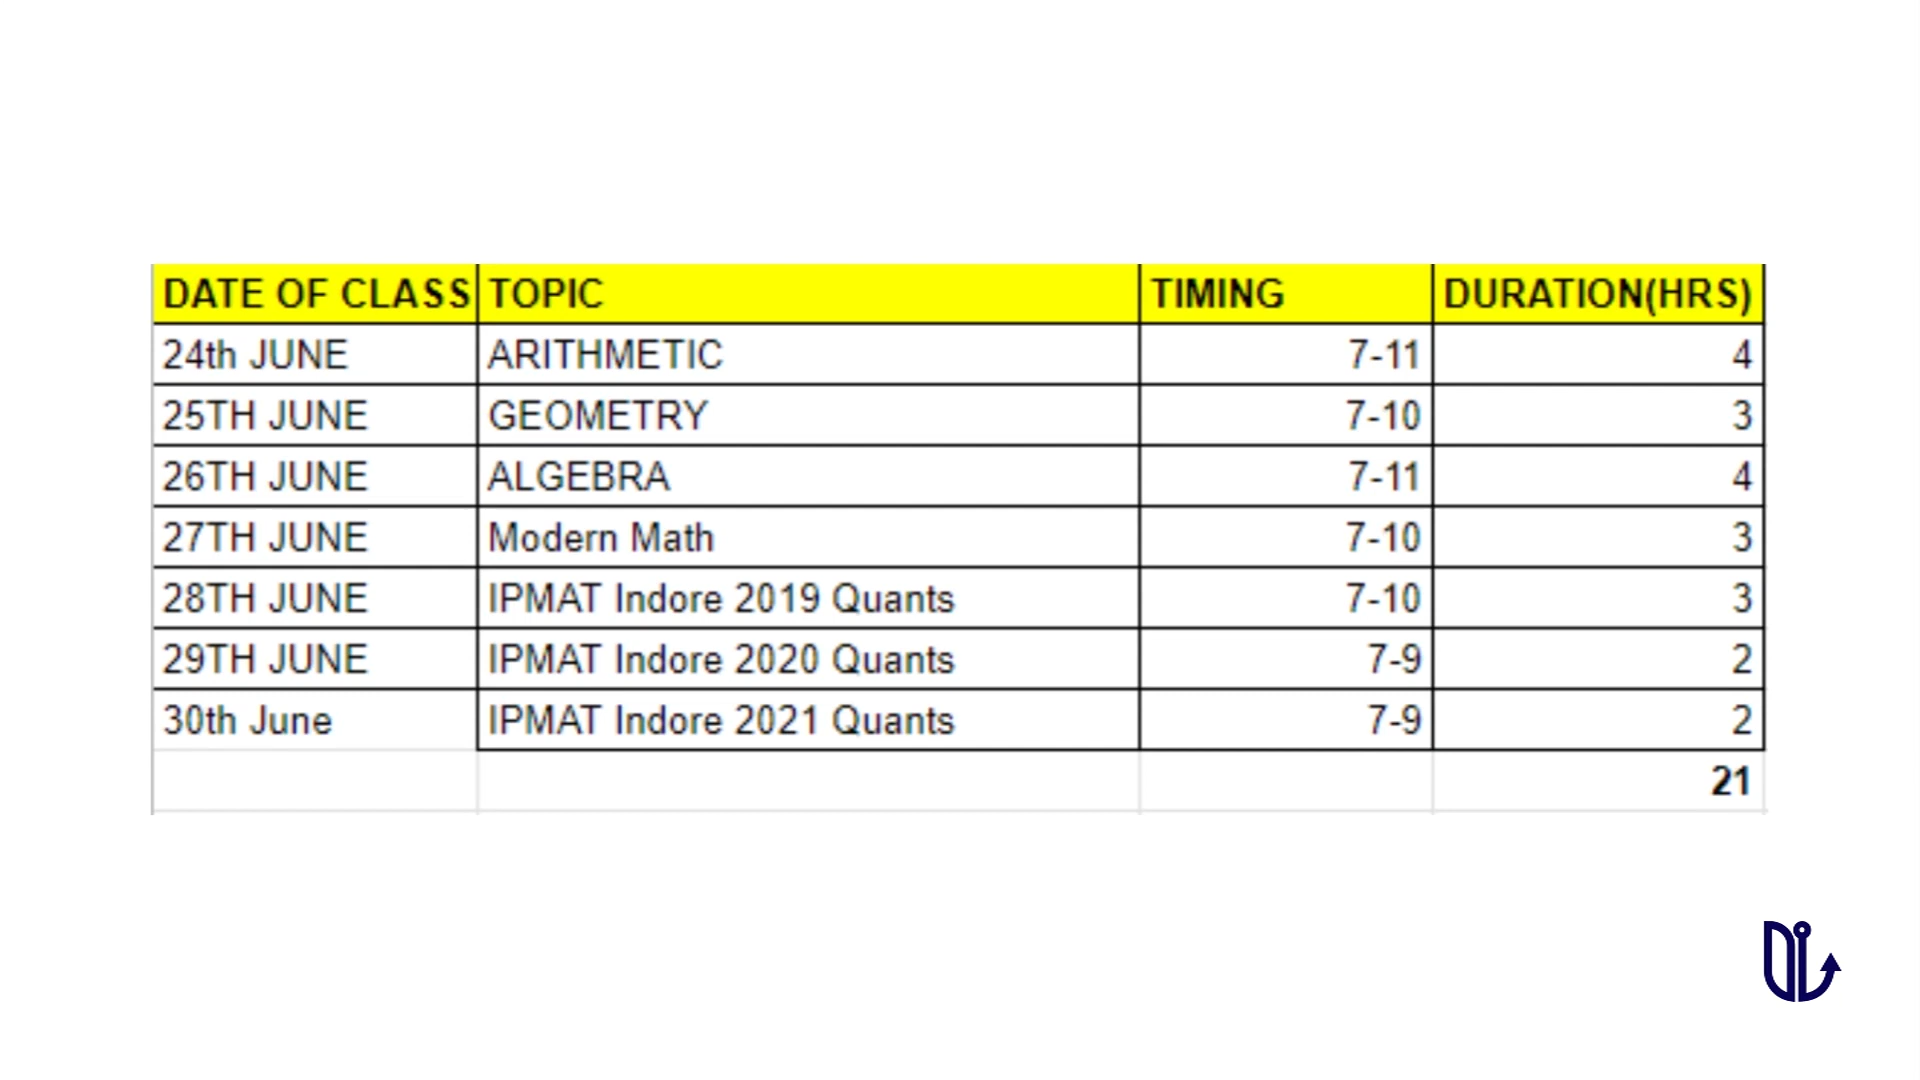 DATE OF CLASS TOPIC TIMING DURATION(HRS)
24th JUNE ARITHMETIC 7-11 4
25TH JUNE GEOMETRY 7-10 3
26TH JUNE ALGEBRA 7-11 4
27TH JUNE Modern Math 7-10 3
28TH JUNE IPMAT Indore 2019 Quants 7-10 3
29TH JUNE IPMAT Indore 2020 Quants 7-9 2
30th June IPMAT Indore 2021 Quants 7-9 2
21